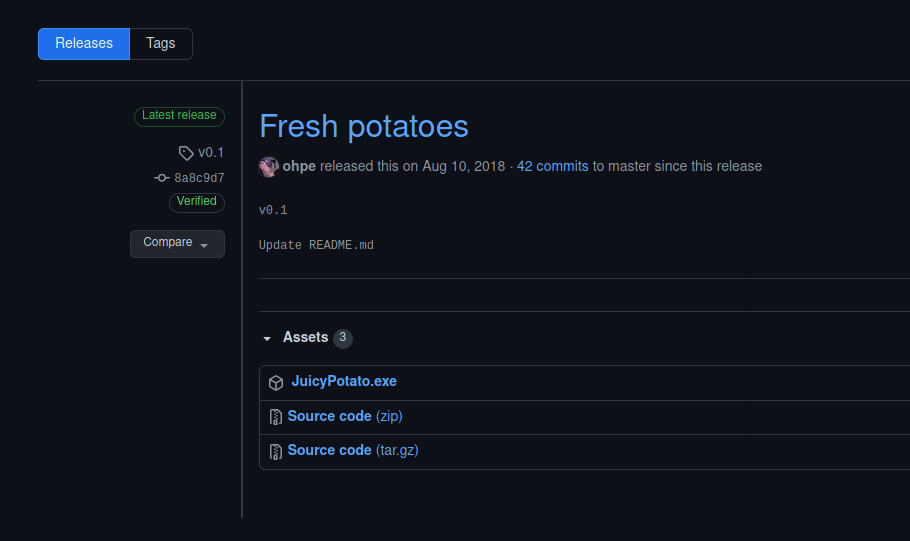 Releases Tags
Latest release
v0.1
8a8c9d7
Verified
Compare
Fresh potatoes
ohpe released this on Aug 10, 2018 · 42 commits to master since this release
v0.1
Update README.md
Assets 3
JuicyPotato.exe
Source code (zip)
Source code (tar.gz)